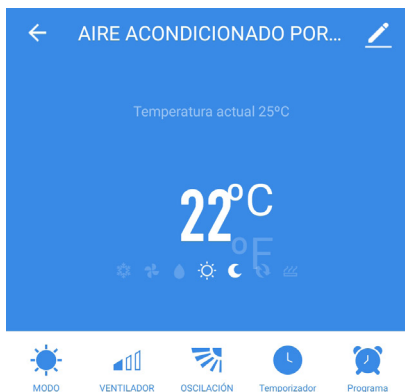 AIRE ACONDICIONADO POR...
Temperatura actual 25ºC
22ºC
ºF
MODO
VENTILADOR
OSCILACIÓN
Temporizador
Programa